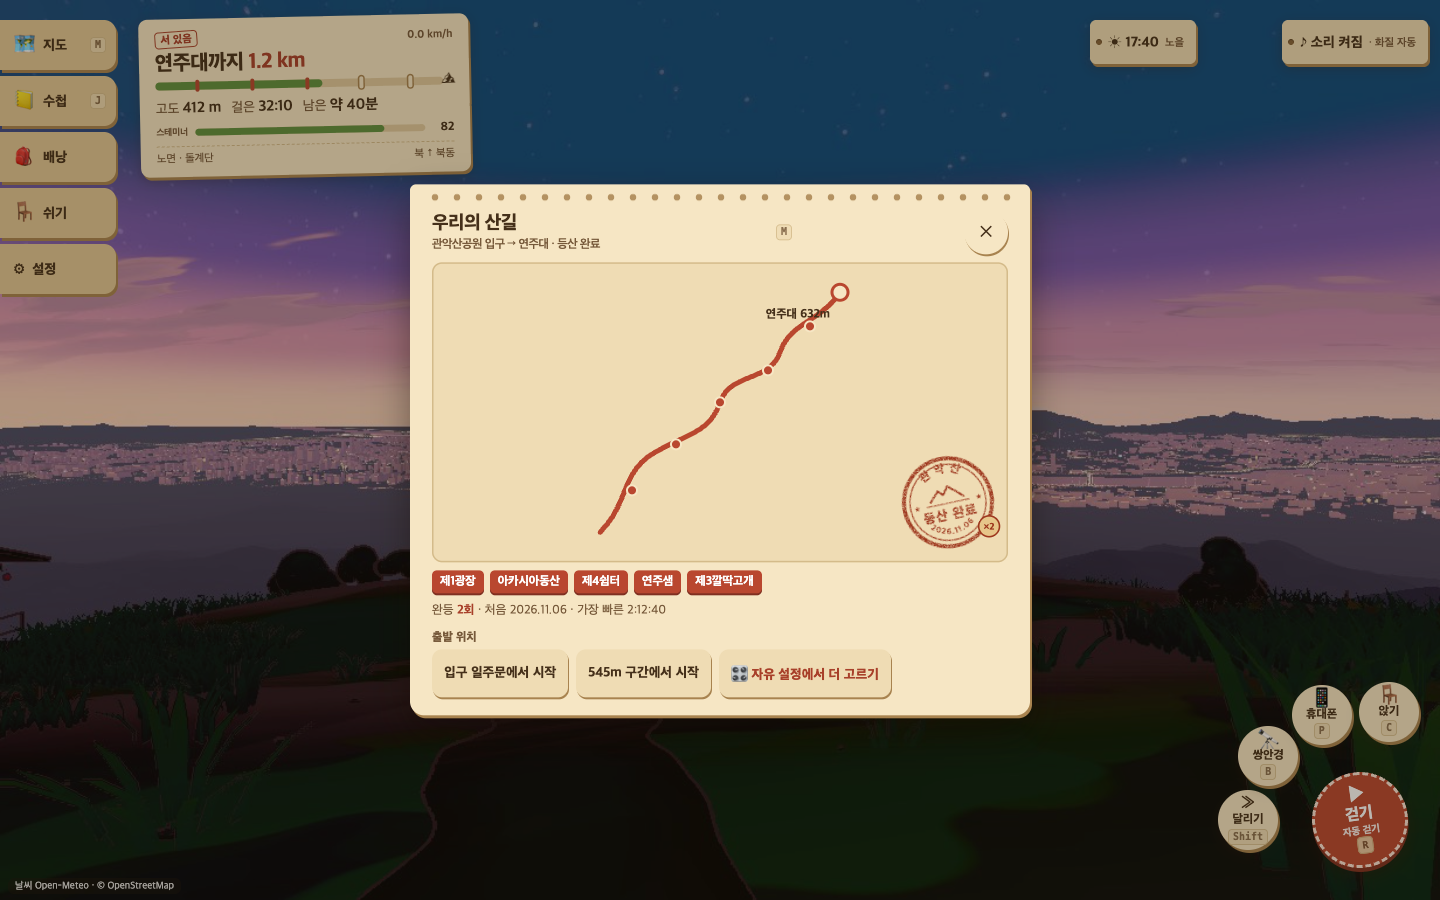 지도 M
수첩 J
배낭
쉬기
설정
서 있음
0.0 km/h
연주대까지 1.2 km
고도 412 m 걸은 32:10 남은 약 40분
스테미너 82
노면 · 돌계단 북 ↑ 북동
17:40 노을
♪ 소리 켜짐 · 화질 자동
우리의 산길
관악산공원 입구 → 연주대 · 등산 완료
M
×
연주대 632m
관악산
등산 완료
2026.11.06
×2
제1광장 아카시아동산 제4쉼터 연주샘 제3깔딱고개
완등 2회 · 처음 2026.11.06 · 가장 빠른 2:12:40
출발 위치
입구 일주문에서 시작
545m 구간에서 시작
자유 설정에서 더 고르기
휴대폰
P
앉기
C
쌍안경
B
달리기
Shift
걷기
자동 걷기
R
날씨 Open-Meteo · © OpenStreetMap